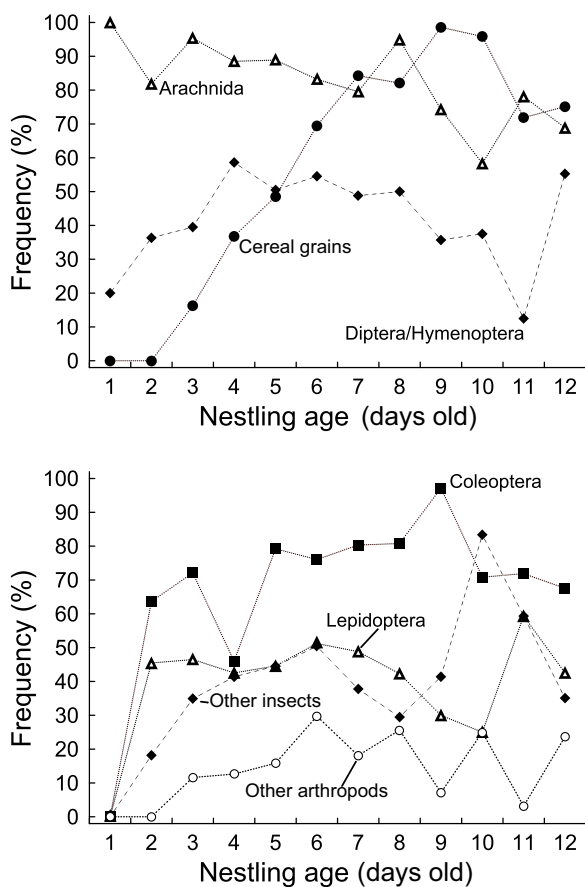 100
90
80
70
60
50
40
30
20
10
0
Frequency (%)
Arachnida
Cereal grains
Diptera/Hymenoptera
1 2 3 4 5 6 7 8 9 10 11 12
Nestling age (days old)
100
90
80
70
60
50
40
30
20
10
0
Frequency (%)
Coleoptera
Lepidoptera
Other insects
Other arthropods
1 2 3 4 5 6 7 8 9 10 11 12
Nestling age (days old)